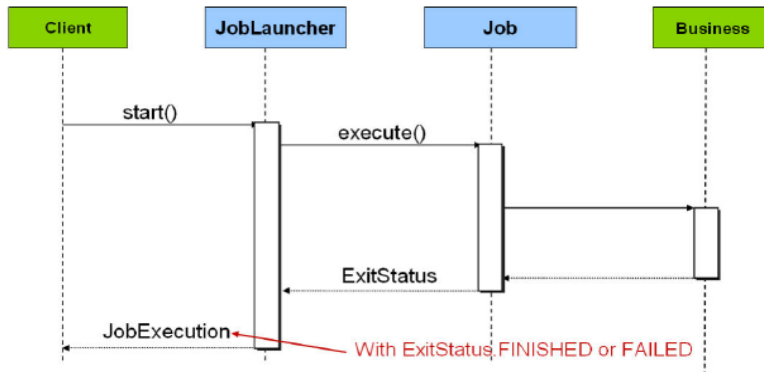 Client
JobLauncher
Job
Business
start()
execute()
ExitStatus
JobExecution
With ExitStatus.FINISHED or FAILED